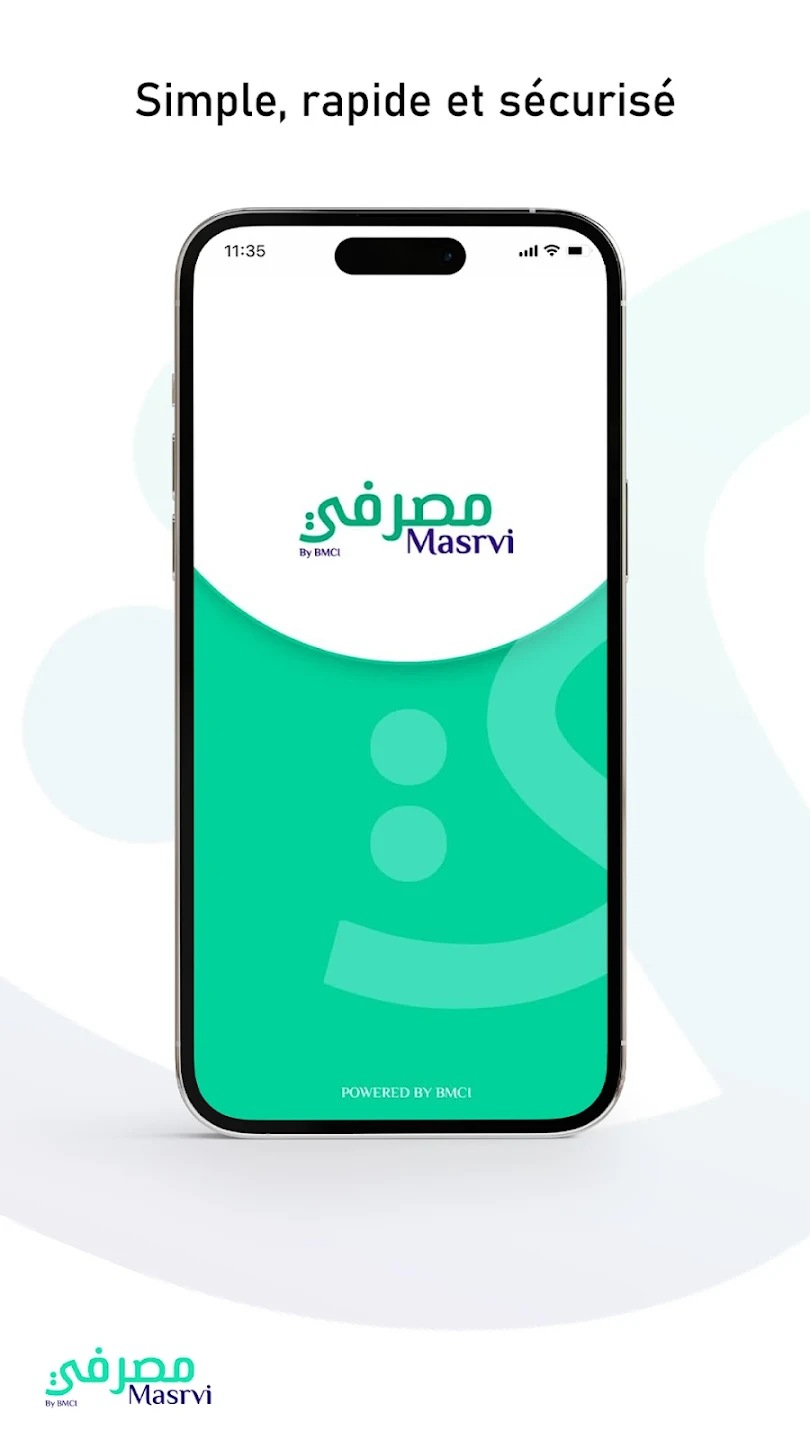 Simple, rapide et sécurisé
11:35
مصرفي
Masrvi
By BMCI
POWERED BY BMCI
مصرفي
Masrvi
By BMCI